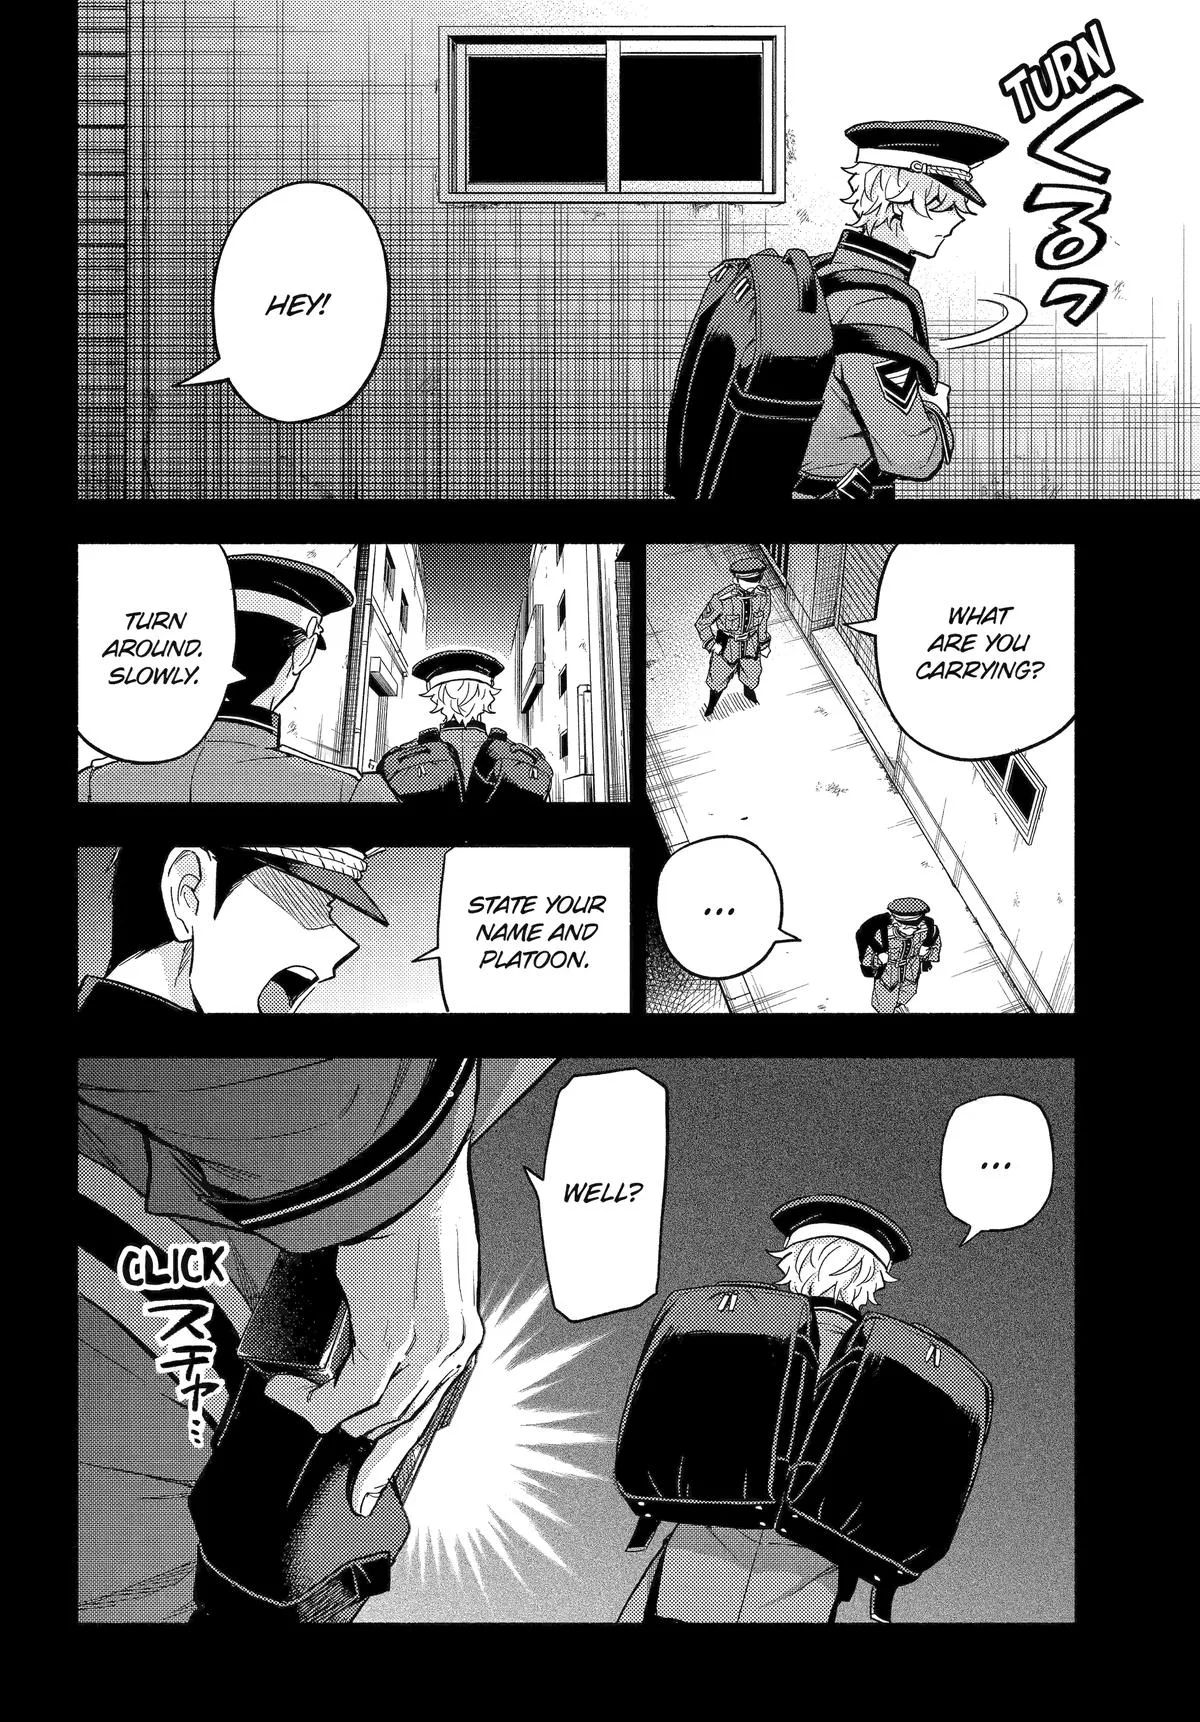 TURN
くるっ
HEY!
WHAT
ARE YOU
CARRYING?
...
TURN
AROUND.
SLOWLY.
STATE YOUR
NAME AND
PLATOON.
...
WELL?
CLICK
スチャ…